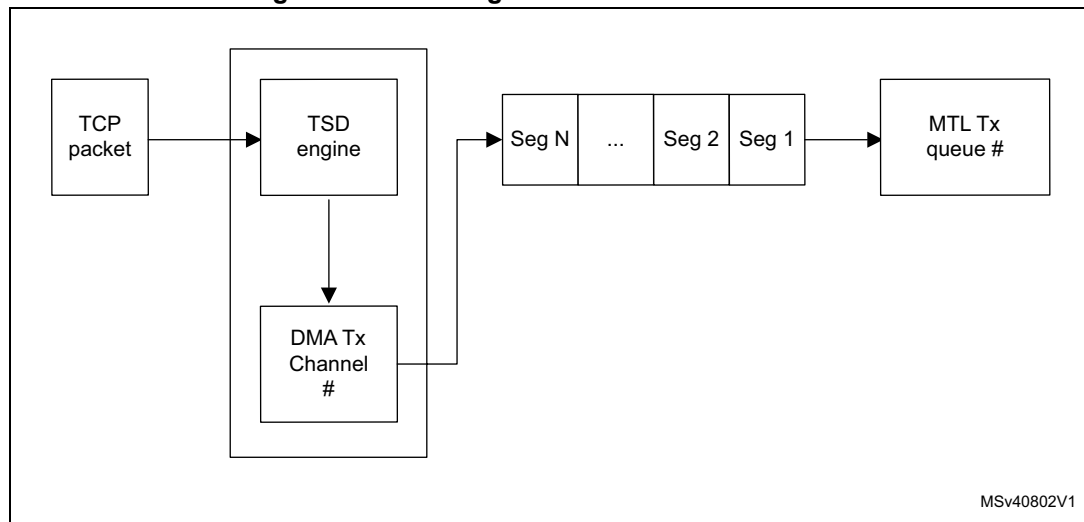 TCP
packet
TSD
engine
DMA Tx
Channel
#
Seg N
...
Seg 2
Seg 1
MTL Tx
queue #
MSv40802V1